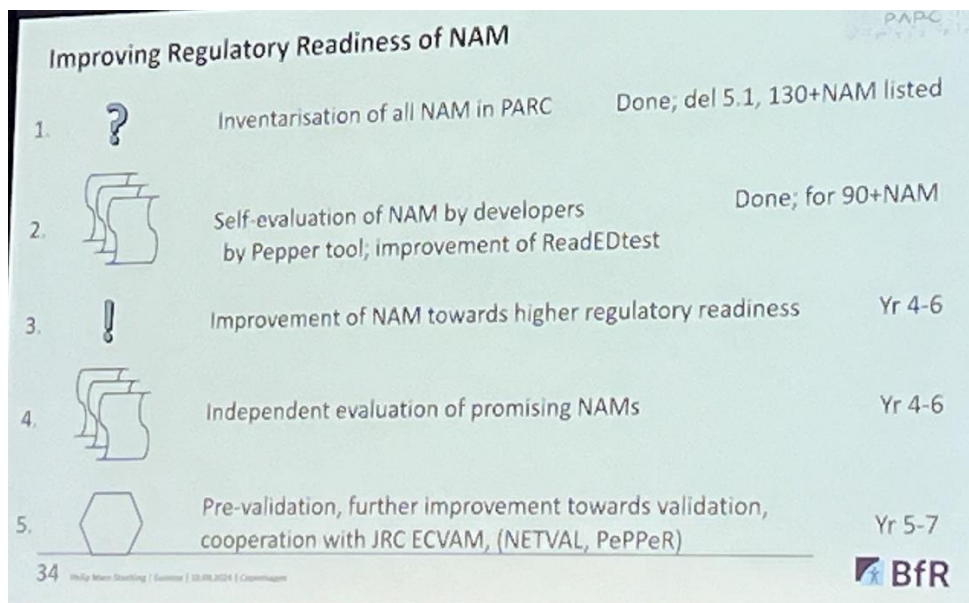 PARC
Improving Regulatory Readiness of NAM
1. ? Inventarisation of all NAM in PARC Done; del 5.1, 130+NAM listed
2. Self-evaluation of NAM by developers Done; for 90+NAM
by Pepper tool; improvement of ReadEDtest
3. ! Improvement of NAM towards higher regulatory readiness Yr 4-6
4. Independent evaluation of promising NAMs Yr 4-6
5. Pre-validation, further improvement towards validation,
cooperation with JRC ECVAM, (NETVAL, PePPeR) Yr 5-7
34 BfR